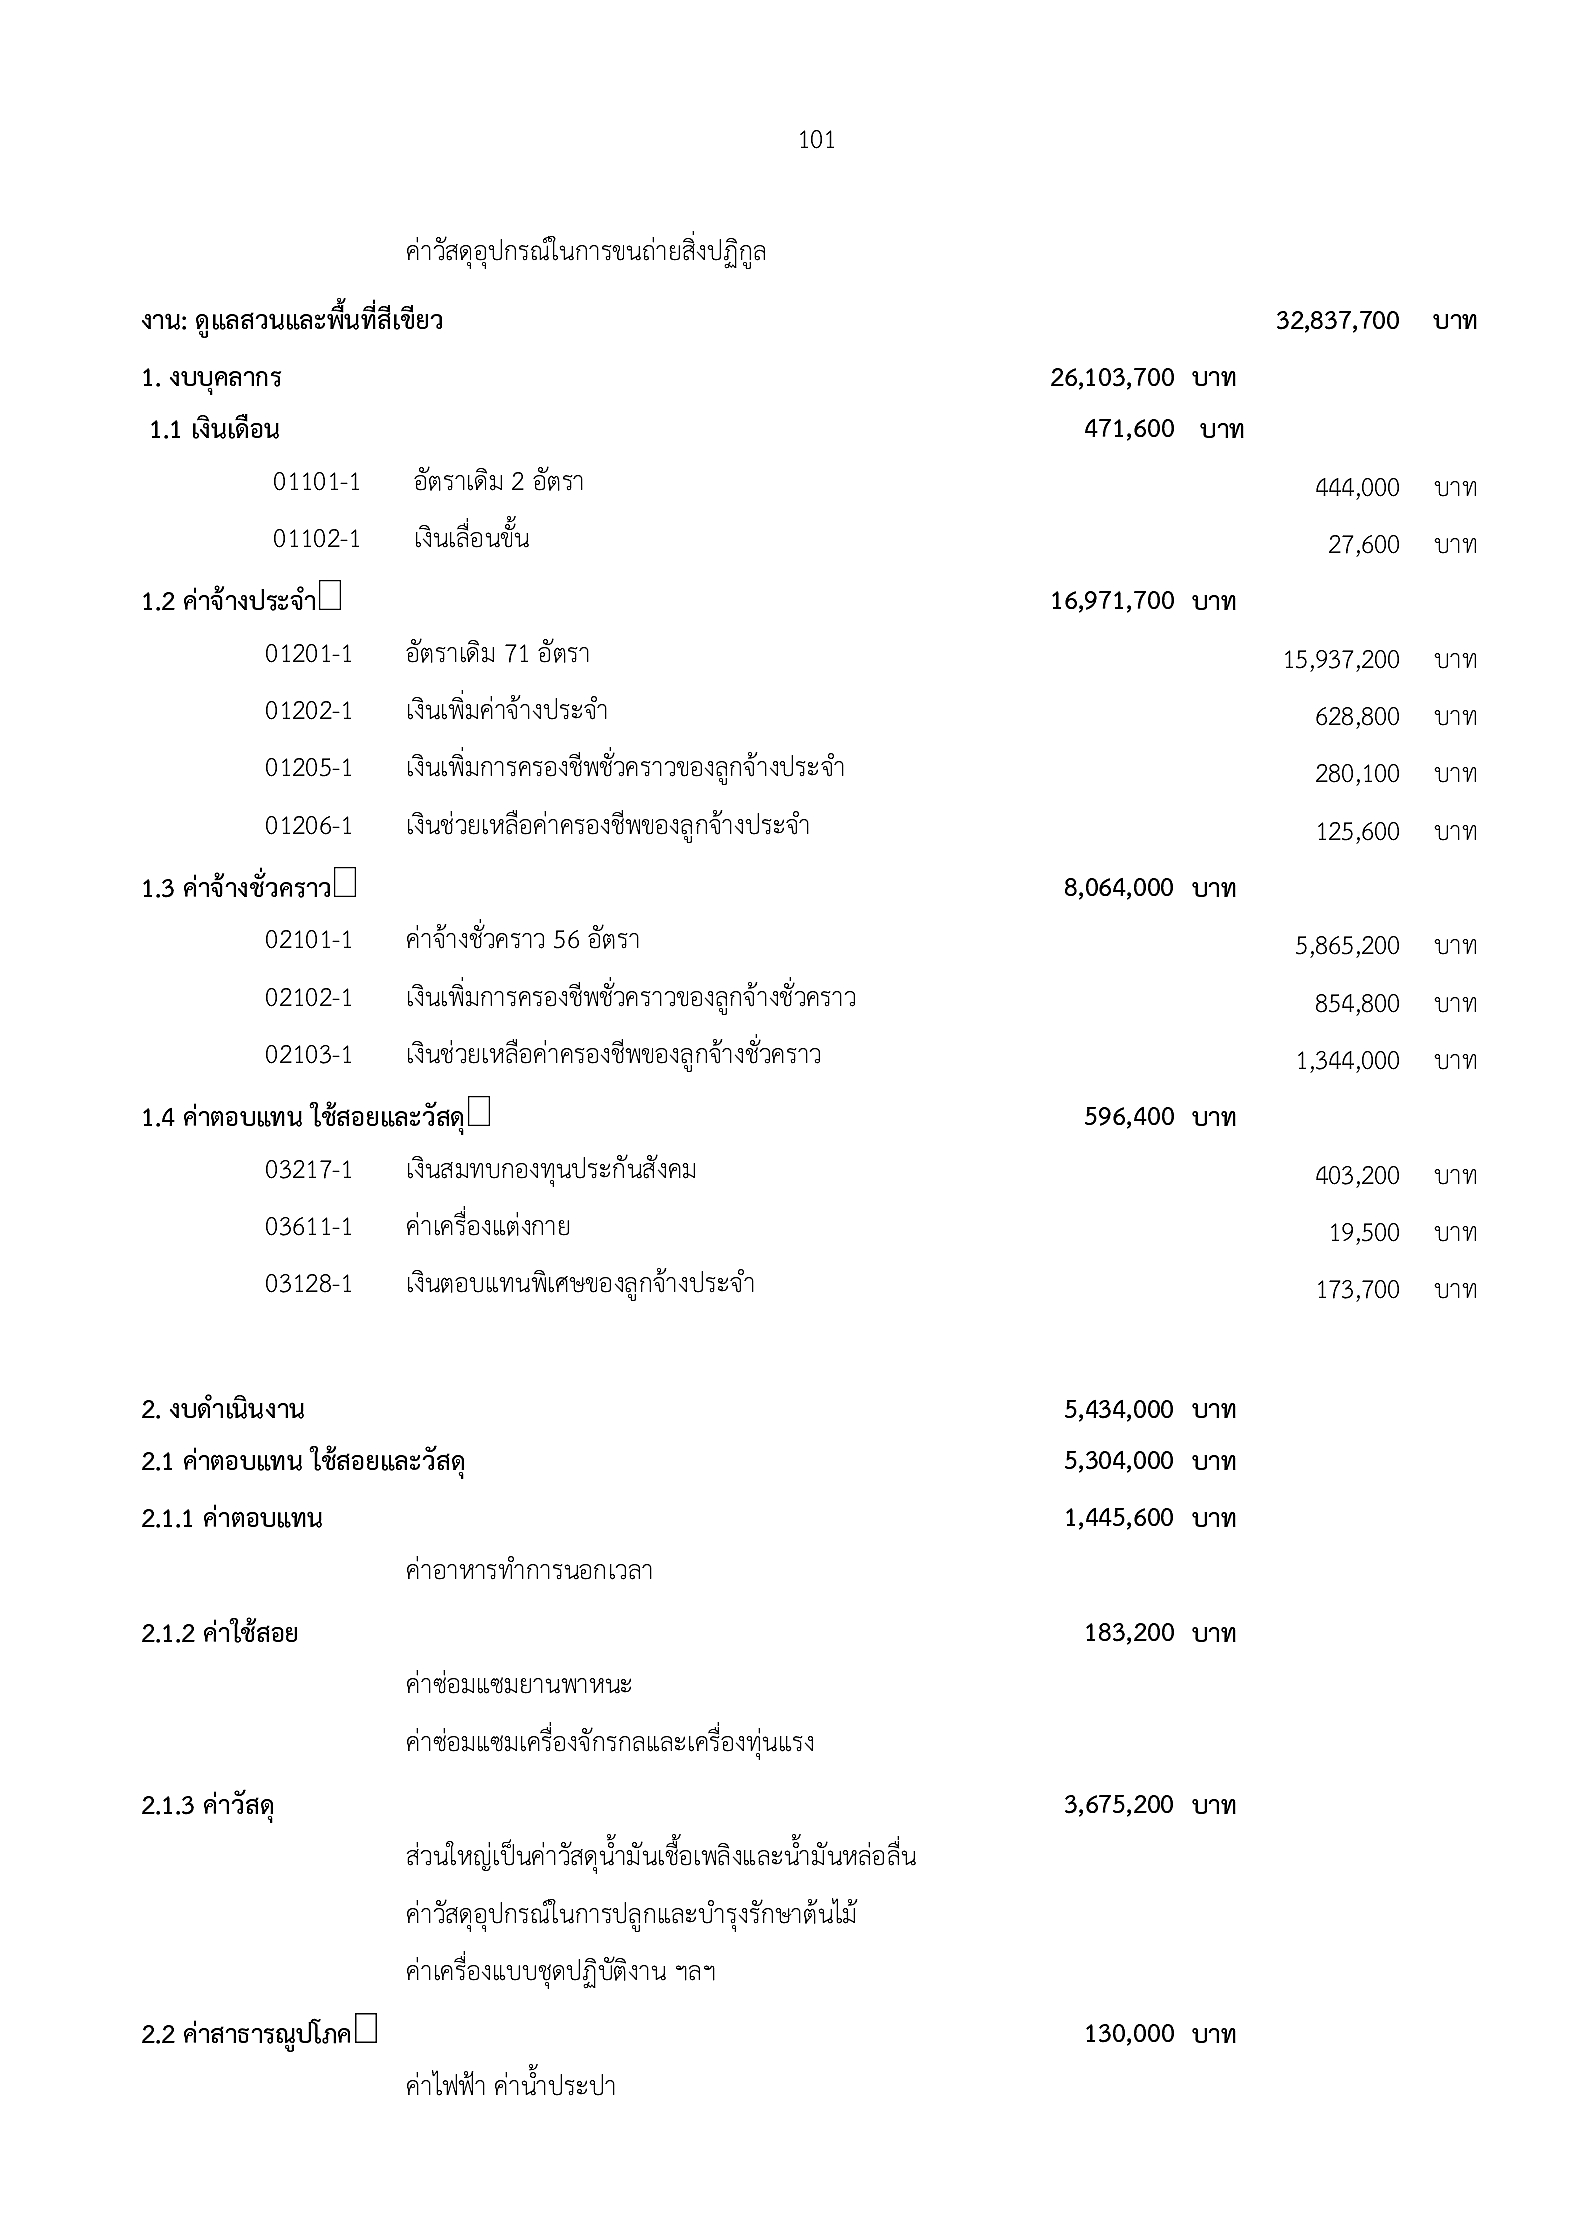 101
ค่าวัสดุอุปกรณ์ในการขนถ่ายสิ่งปฏิกูล
งาน: ดูแลสวนและพื้นที่สีเขียว 32,837,700 บาท
1. งบบุคลากร 26,103,700 บาท
1.1 เงินเดือน 471,600 บาท
01101-1 อัตราเดิม 2 อัตรา 444,000 บาท
01102-1 เงินเลื่อนขั้น 27,600 บาท
1.2 ค่าจ้างประจำ 16,971,700 บาท
01201-1 อัตราเดิม 71 อัตรา 15,937,200 บาท
01202-1 เงินเพิ่มค่าจ้างประจำ 628,800 บาท
01205-1 เงินเพิ่มการครองชีพชั่วคราวของลูกจ้างประจำ 280,100 บาท
01206-1 เงินช่วยเหลือค่าครองชีพของลูกจ้างประจำ 125,600 บาท
1.3 ค่าจ้างชั่วคราว 8,064,000 บาท
02101-1 ค่าจ้างชั่วคราว 56 อัตรา 5,865,200 บาท
02102-1 เงินเพิ่มการครองชีพชั่วคราวของลูกจ้างชั่วคราว 854,800 บาท
02103-1 เงินช่วยเหลือค่าครองชีพของลูกจ้างชั่วคราว 1,344,000 บาท
1.4 ค่าตอบแทน ใช้สอยและวัสดุ 596,400 บาท
03217-1 เงินสมทบกองทุนประกันสังคม 403,200 บาท
03611-1 ค่าเครื่องแต่งกาย 19,500 บาท
03128-1 เงินตอบแทนพิเศษของลูกจ้างประจำ 173,700 บาท
2. งบดำเนินงาน 5,434,000 บาท
2.1 ค่าตอบแทน ใช้สอยและวัสดุ 5,304,000 บาท
2.1.1 ค่าตอบแทน 1,445,600 บาท
ค่าอาหารทำการนอกเวลา
2.1.2 ค่าใช้สอย 183,200 บาท
ค่าซ่อมแซมยานพาหนะ
ค่าซ่อมแซมเครื่องจักรกลและเครื่องทุ่นแรง
2.1.3 ค่าวัสดุ 3,675,200 บาท
ส่วนใหญ่เป็นค่าวัสดุน้ำมันเชื้อเพลิงและน้ำมันหล่อลื่น
ค่าวัสดุอุปกรณ์ในการปลูกและบำรุงรักษาต้นไม้
ค่าเครื่องแบบชุดปฏิบัติงาน ฯลฯ
2.2 ค่าสาธารณูปโภค 130,000 บาท
ค่าไฟฟ้า ค่าน้ำประปา